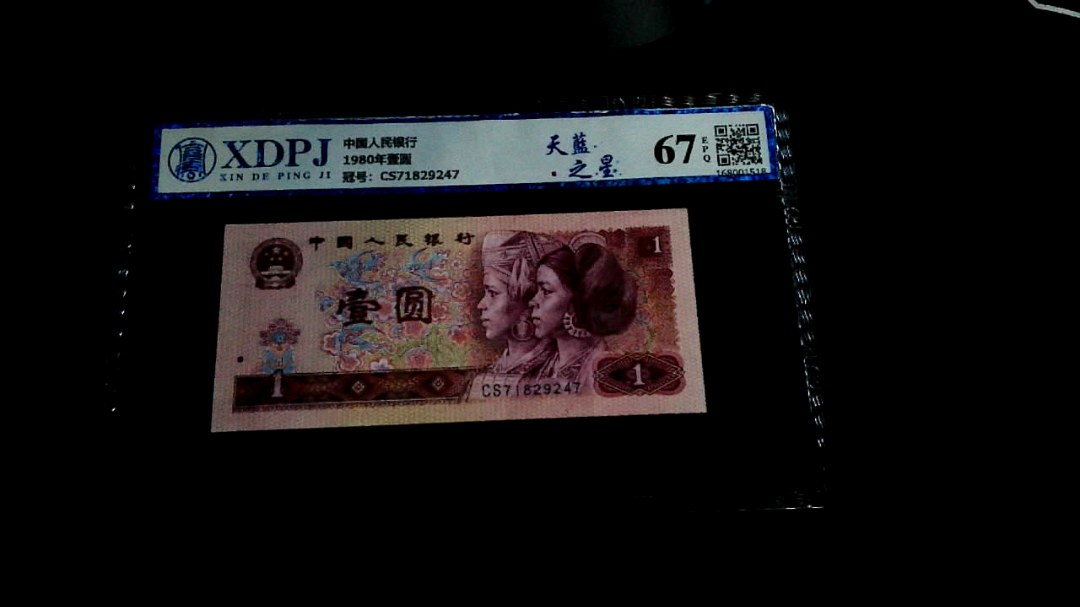 XDPJ
XIN DE PING JI
中国人民银行
1980年壹圆
冠号：CS71829247
天藍
之星
67
EPQ
168001518
中國人民銀行
1
壹圆
1
CS71829247
1